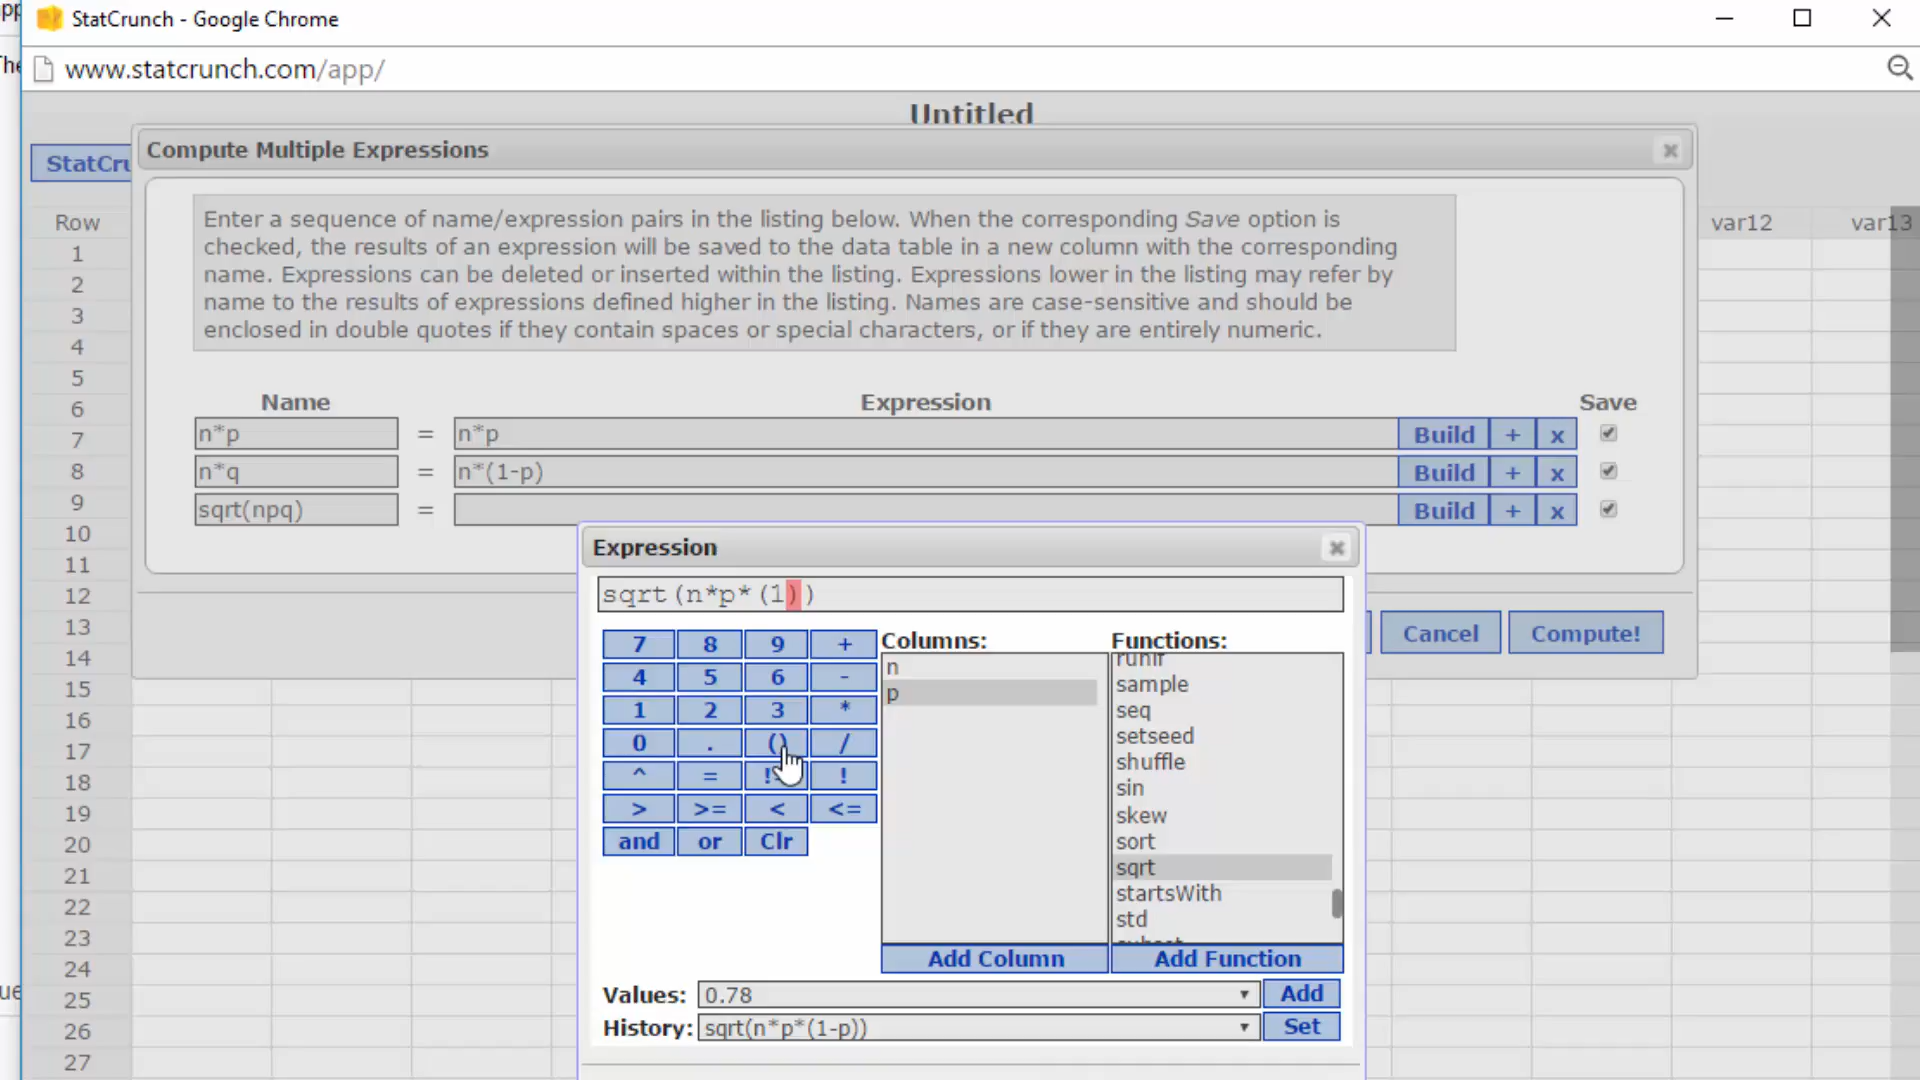 app
StatCrunch - Google Chrome
The
www.statcrunch.com/app/
Untitled
StatCru
Compute Multiple Expressions
Enter a sequence of name/expression pairs in the listing below. When the corresponding Save option is
checked, the results of an expression will be saved to the data table in a new column with the corresponding
name. Expressions can be deleted or inserted within the listing. Expressions lower in the listing may refer by
name to the results of expressions defined higher in the listing. Names are case-sensitive and should be
enclosed in double quotes if they contain spaces or special characters, or if they are entirely numeric.
Row var12 var13
1
2
3
4
5
6
7
8
9
10
11
12
13
14
15
16
17
18
19
20
21
22
23
24
25
26
27
Name Expression Save
n*p = n*p Build + x
n*q = n*(1-p) Build + x
sqrt(npq) = Build + x
Cancel Compute!
Expression
sqrt(n*p*(1))
7 8 9 +
4 5 6 -
1 2 3 *
0 . () /
^ = != !
> >= < <=
and or Clr
Columns:
n
p
Add Column
Functions:
runif
sample
seq
setseed
shuffle
sin
skew
sort
sqrt
startsWith
std
Add Function
Values: 0.78 Add
History: sqrt(n*p*(1-p)) Set
ue